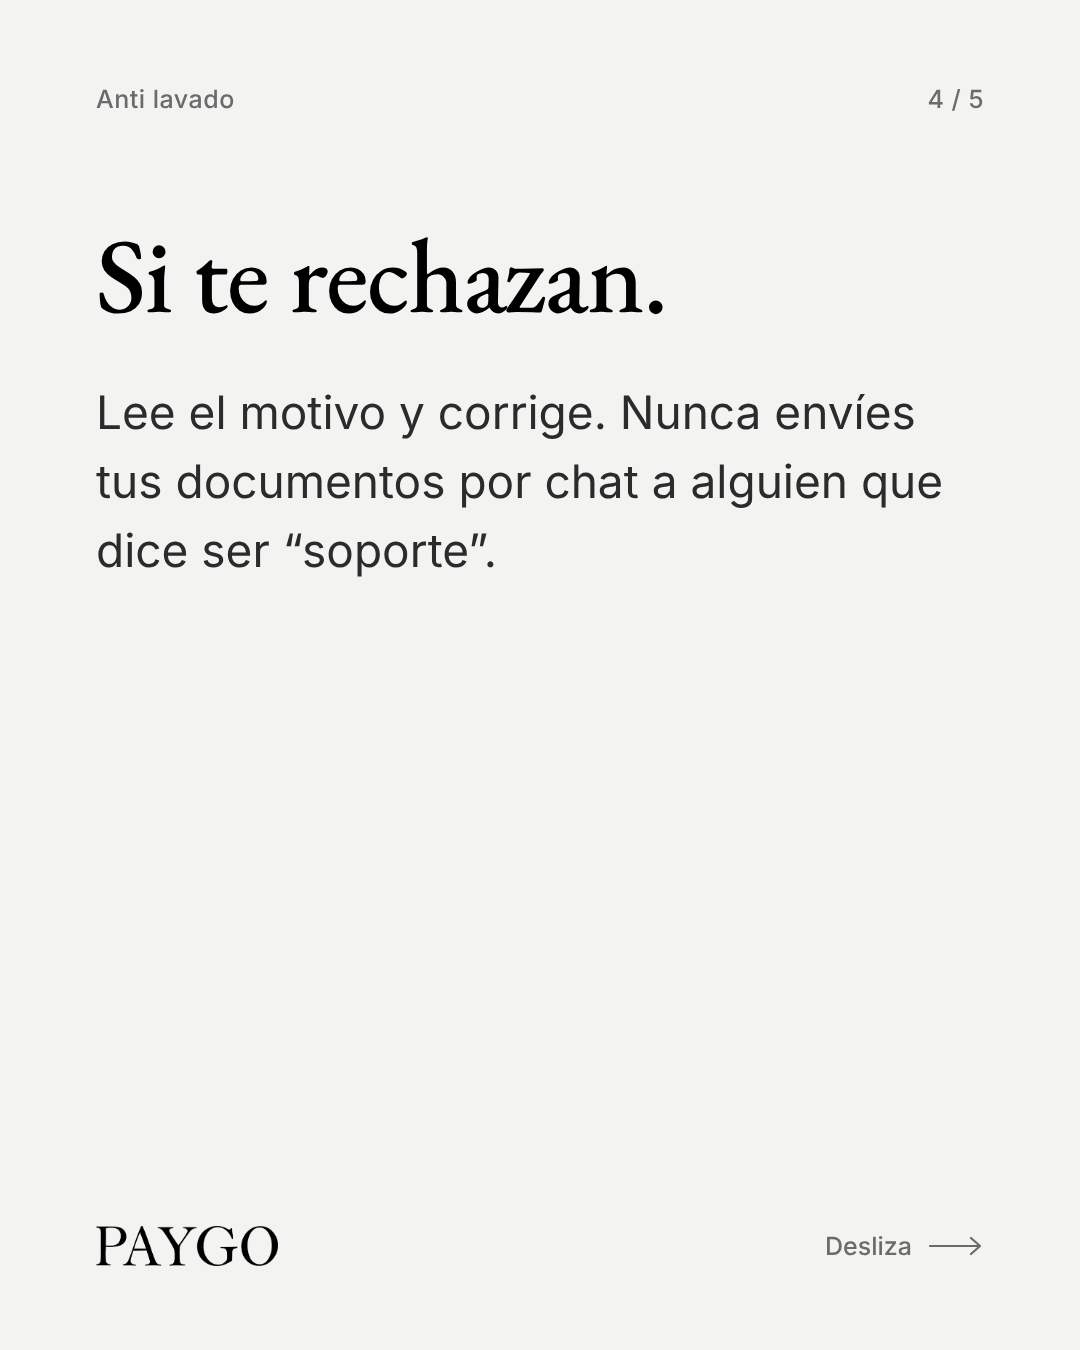 Anti lavado
4 / 5
Si te rechazan.
Lee el motivo y corrige. Nunca envíes
tus documentos por chat a alguien que
dice ser “soporte”.
PAYGO
Desliza